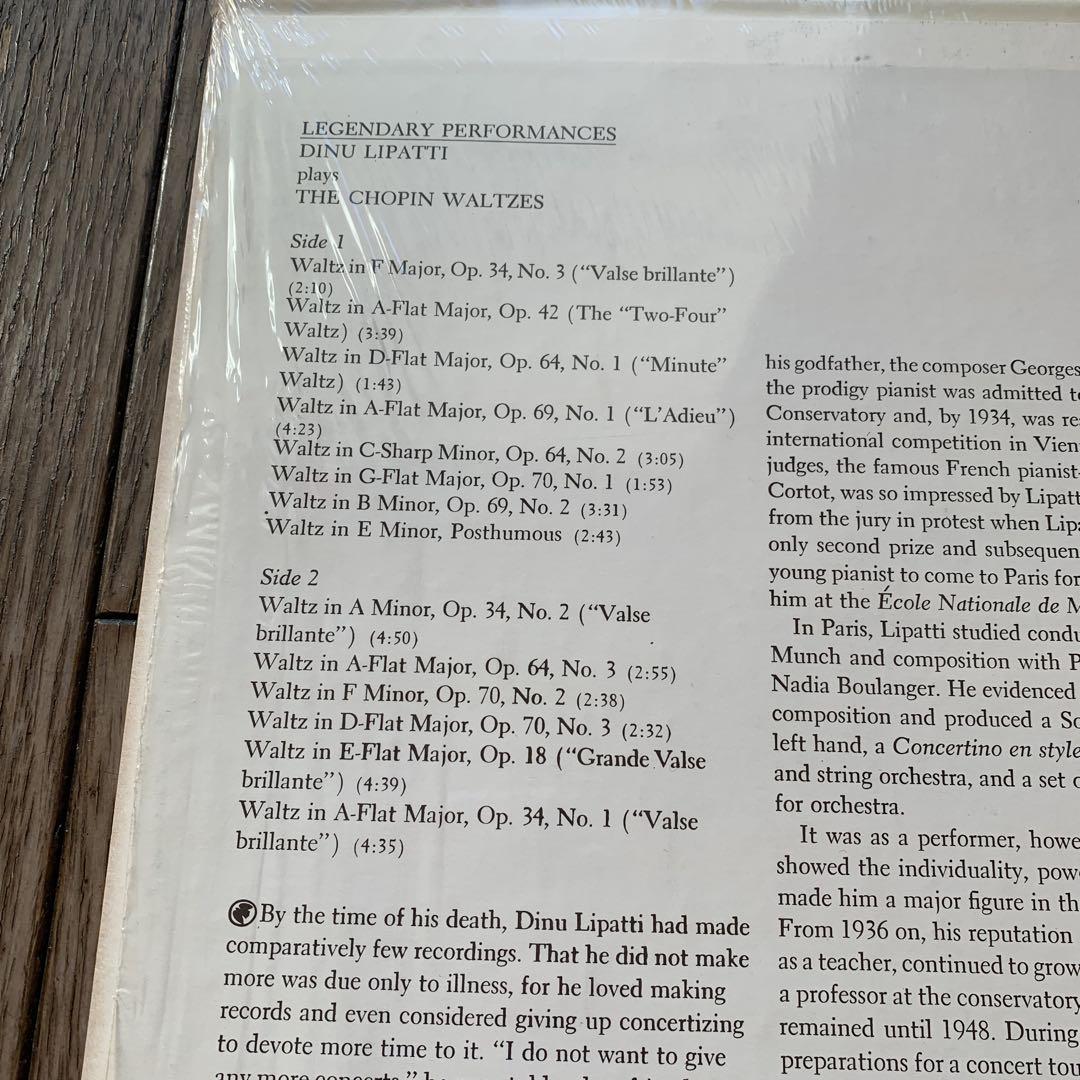 LEGENDARY PERFORMANCES
DINU LIPATTI
plays
THE CHOPIN WALTZES
Side 1
Waltz in F Major, Op. 34, No. 3 (“Valse brillante”)
(2:10)
Waltz in A-Flat Major, Op. 42 (The “Two-Four”
Waltz) (3:39)
Waltz in D-Flat Major, Op. 64, No. 1 (“Minute”
Waltz) (1:43)
Waltz in A-Flat Major, Op. 69, No. 1 (“L’Adieu”)
(4:23)
Waltz in C-Sharp Minor, Op. 64, No. 2 (3:05)
Waltz in G-Flat Major, Op. 70, No. 1 (1:53)
Waltz in B Minor, Op. 69, No. 2 (3:31)
Waltz in E Minor, Posthumous (2:43)
Side 2
Waltz in A Minor, Op. 34, No. 2 (“Valse
brillante”) (4:50)
Waltz in A-Flat Major, Op. 64, No. 3 (2:55)
Waltz in F Minor, Op. 70, No. 2 (2:38)
Waltz in D-Flat Major, Op. 70, No. 3 (2:32)
Waltz in E-Flat Major, Op. 18 (“Grande Valse
brillante”) (4:39)
Waltz in A-Flat Major, Op. 34, No. 1 (“Valse
brillante”) (4:35)
By the time of his death, Dinu Lipatti had made
comparatively few recordings. That he did not make
more was due only to illness, for he loved making
records and even considered giving up concertizing
to devote more time to it. “I do not want to give
any more concerts,”
his godfather, the composer Georges
the prodigy pianist was admitted
Conservatory and, by 1934, was
international competition in
judges, the famous French pianist-
Cortot, was so impressed by
from the jury in protest when
only second prize and
young pianist to come to Paris for
him at the École Nationale de
In Paris, Lipatti studied
Munch and composition with
Nadia Boulanger. He evidenced
composition and produced a
left hand, a Concertino en style
and string orchestra, and a set
for orchestra.
It was as a performer,
showed the individuality,
made him a major figure in
From 1936 on, his reputation
as a teacher, continued to grow
a professor at the conservatory
remained until 1948. During
preparations for a concert